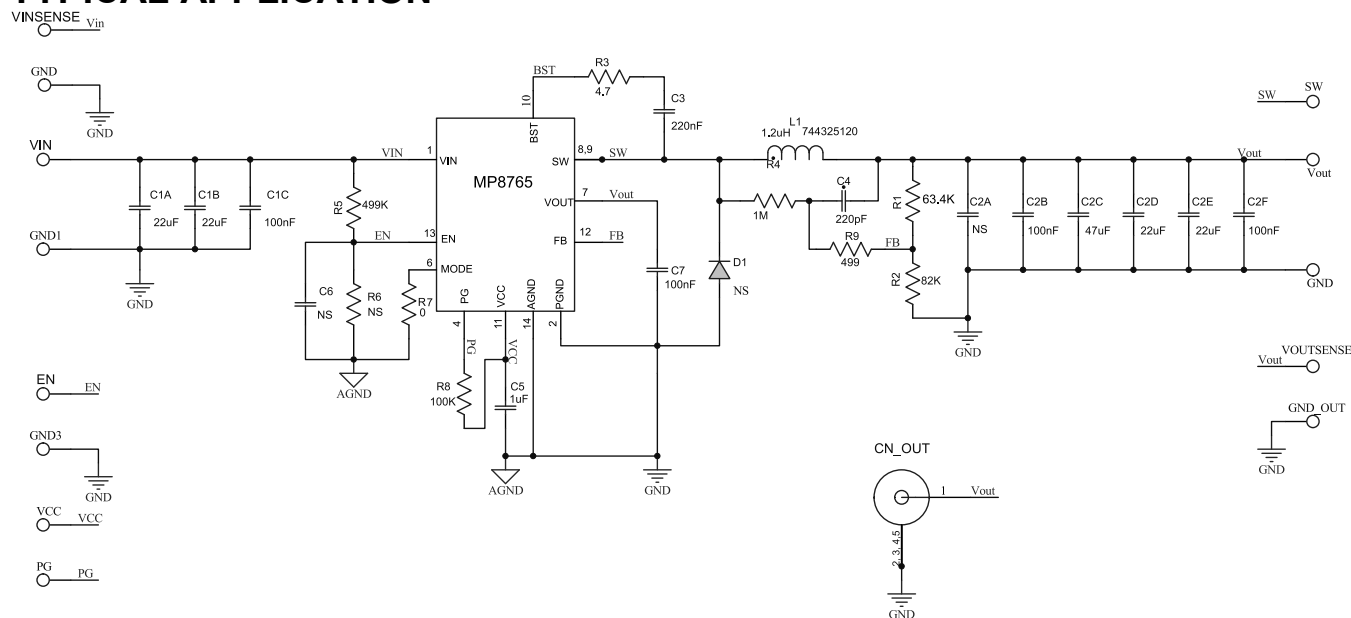 TYPICAL APPLICATION
VINSENSE
Vin
GND
GND
VIN
GND1
C1A
22uF
C1B
22uF
C1C
100nF
GND
VIN
R5
499K
EN
C6
NS
R6
NS
R7
0
AGND
1
VIN
13
EN
6
MODE
MP8765
BST
10
BST
8,9
SW
SW
7
VOUT
Vout
12
FB
FB
PG
VCC
AGND
PGND
4
11
14
2
PG
VCC
R8
100K
C5
1uF
AGND
R3
4.7
C3
220nF
C7
100nF
GND
D1
NS
L1
1.2uH 744325120
R4
1M
C4
220pF
R9
499
FB
R1
63.4K
R2
82K
GND
C2A
NS
C2B
100nF
C2C
47uF
C2D
22uF
C2E
22uF
C2F
100nF
SW
SW
Vout
Vout
GND
VOUTSENSE
Vout
GND_OUT
GND
EN
EN
GND3
GND
VCC
VCC
PG
PG
CN_OUT
1
Vout
2, 3, 4,5
GND